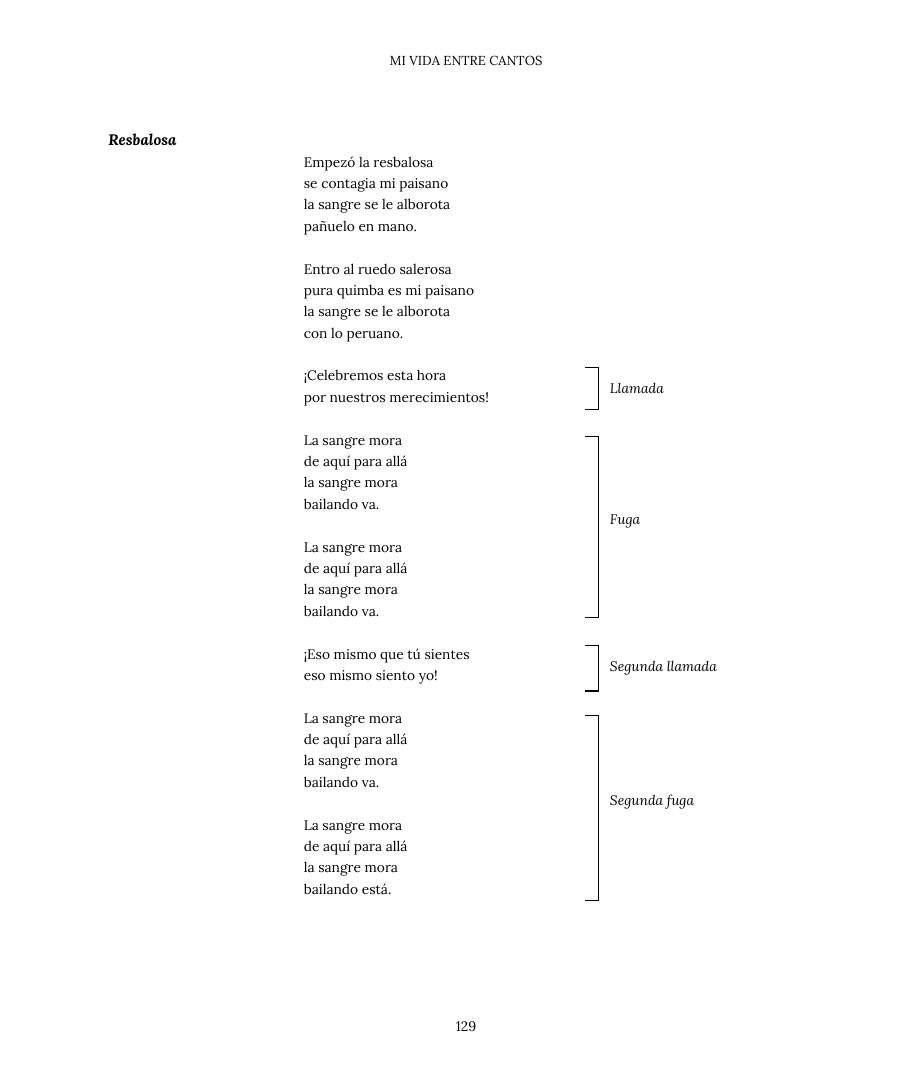 MI VIDA ENTRE CANTOS
Resbalosa
Empezó la resbalosa
se contagia mi paisano
la sangre se le alborota
pañuelo en mano.
Entro al ruedo salerosa
pura quimba es mi paisano
la sangre se le alborota
con lo peruano.
¡Celebremos esta hora
por nuestros merecimientos!
Llamada
La sangre mora
de aquí para allá
la sangre mora
bailando va.
La sangre mora
de aquí para allá
la sangre mora
bailando va.
Fuga
¡Eso mismo que tú sientes
eso mismo siento yo!
Segunda llamada
La sangre mora
de aquí para allá
la sangre mora
bailando va.
La sangre mora
de aquí para allá
la sangre mora
bailando está.
Segunda fuga
129